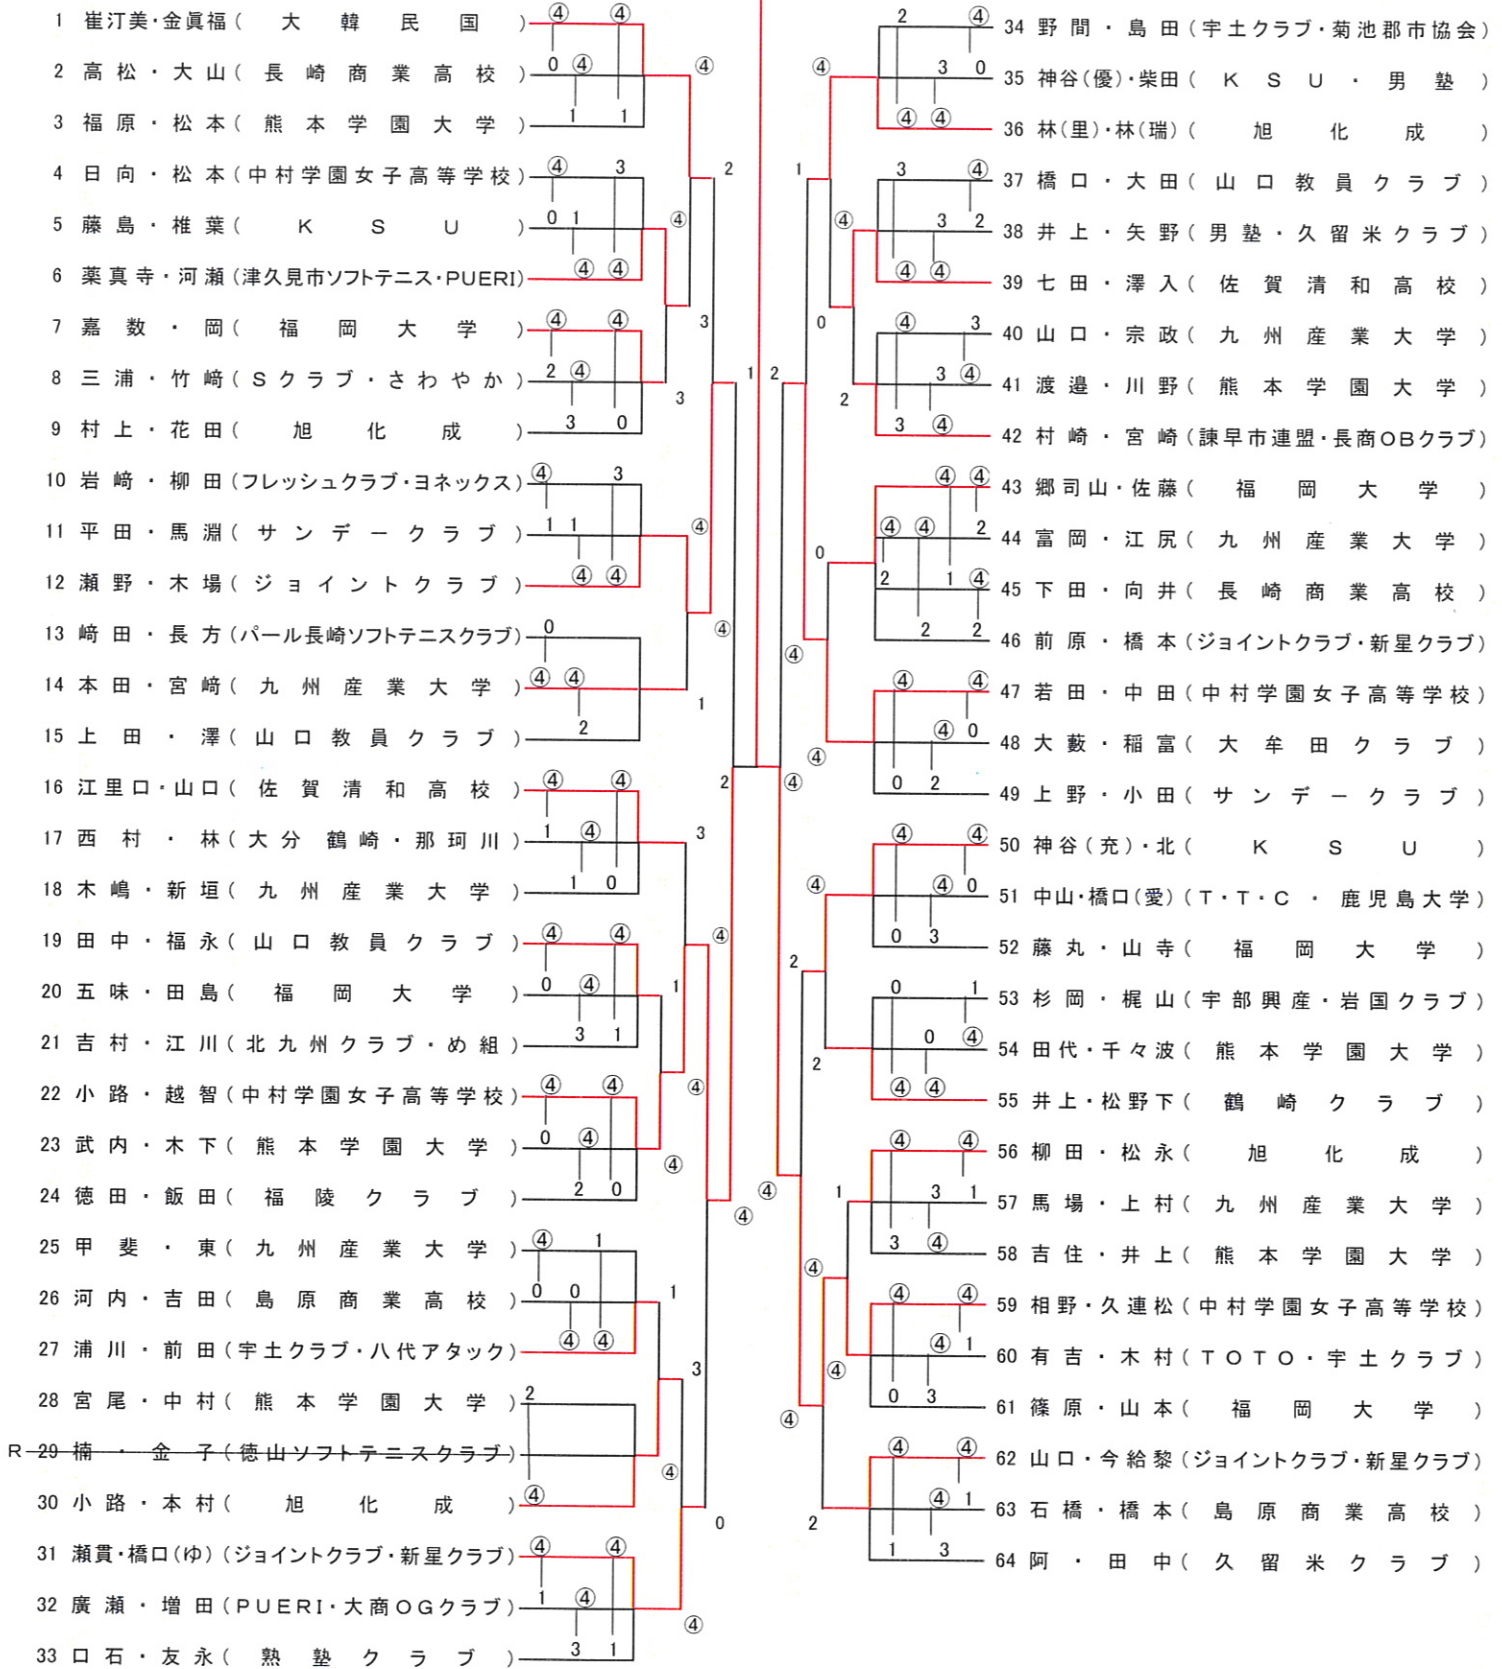 1 崔汀美・金眞福(大韓民国)
2 高松・大山(長崎商業高校)
3 福原・松本(熊本学園大学)
4 日向・松本(中村学園女子高等学校)
5 藤島・椎葉(KSU)
6 薬真寺・河瀬(津久見市ソフトテニス・PUERI)
7 嘉数・岡(福岡大学)
8 三浦・竹﨑(Sクラブ・さわやか)
9 村上・花田(旭化成)
10 岩﨑・柳田(フレッシュクラブ・ヨネックス)
11 平田・馬淵(サンデークラブ)
12 瀬野・木場(ジョイントクラブ)
13 﨑田・長方(パール長崎ソフトテニスクラブ)
14 本田・宮﨑(九州産業大学)
15 上田・澤(山口教員クラブ)
16 江里口・山口(佐賀清和高校)
17 西村・林(大分 鶴崎・那珂川)
18 木嶋・新垣(九州産業大学)
19 田中・福永(山口教員クラブ)
20 五味・田島(福岡大学)
21 吉村・江川(北九州クラブ・め組)
22 小路・越智(中村学園女子高等学校)
23 武内・木下(熊本学園大学)
24 徳田・飯田(福陵クラブ)
25 甲斐・東(九州産業大学)
26 河内・吉田(島原商業高校)
27 浦川・前田(宇土クラブ・八代アタック)
28 宮尾・中村(熊本学園大学)
R 29 楠・金子(徳山ソフトテニスクラブ)
30 小路・本村(旭化成)
31 瀬貫・橋口(ゆ)(ジョイントクラブ・新星クラブ)
32 廣瀬・増田(PUERI・大商OGクラブ)
33 口石・友永(熟塾クラブ)
34 野間・島田(宇土クラブ・菊池郡市協会)
35 神谷(優)・柴田(KSU・男塾)
36 林(里)・林(瑞)(旭化成)
37 橋口・大田(山口教員クラブ)
38 井上・矢野(男塾・久留米クラブ)
39 七田・澤入(佐賀清和高校)
40 山口・宗政(九州産業大学)
41 渡邉・川野(熊本学園大学)
42 村崎・宮崎(諫早市連盟・長商OBクラブ)
43 郷司山・佐藤(福岡大学)
44 富岡・江尻(九州産業大学)
45 下田・向井(長崎商業高校)
46 前原・橋本(ジョイントクラブ・新星クラブ)
47 若田・中田(中村学園女子高等学校)
48 大藪・稲富(大牟田クラブ)
49 上野・小田(サンデークラブ)
50 神谷(充)・北(KSU)
51 中山・橋口(愛)(T・T・C・鹿児島大学)
52 藤丸・山寺(福岡大学)
53 杉岡・梶山(宇部興産・岩国クラブ)
54 田代・千々波(熊本学園大学)
55 井上・松野下(鶴崎クラブ)
56 柳田・松永(旭化成)
57 馬場・上村(九州産業大学)
58 吉住・井上(熊本学園大学)
59 相野・久連松(中村学園女子高等学校)
60 有吉・木村(TOTO・宇土クラブ)
61 篠原・山本(福岡大学)
62 山口・今給黎(ジョイントクラブ・新星クラブ)
63 石橋・橋本(島原商業高校)
64 阿・田中(久留米クラブ)